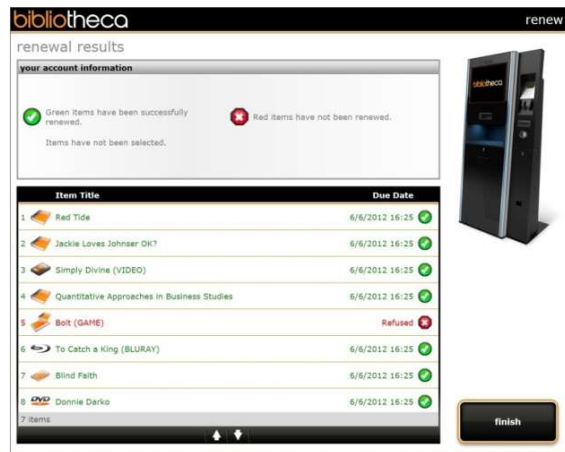 bibliotheca
renew
renewal results
your account information
Green items have been successfully
renewed.
Red items have not been renewed.
Items have not been selected.
bibliotheca
Item Title Due Date
1 Red Tide 6/6/2012 16:25
2 Jackie Loves Johnser OK? 6/6/2012 16:25
3 Simply Divine (VIDEO) 6/6/2012 16:25
4 Quantitative Approaches in Business Studies 6/6/2012 16:25
5 Bolt (GAME) Refused
6 To Catch a King (BLURAY) 6/6/2012 16:25
7 Blind Faith 6/6/2012 16:25
8 DVD Donnie Darko 6/6/2012 16:25
7 items
finish